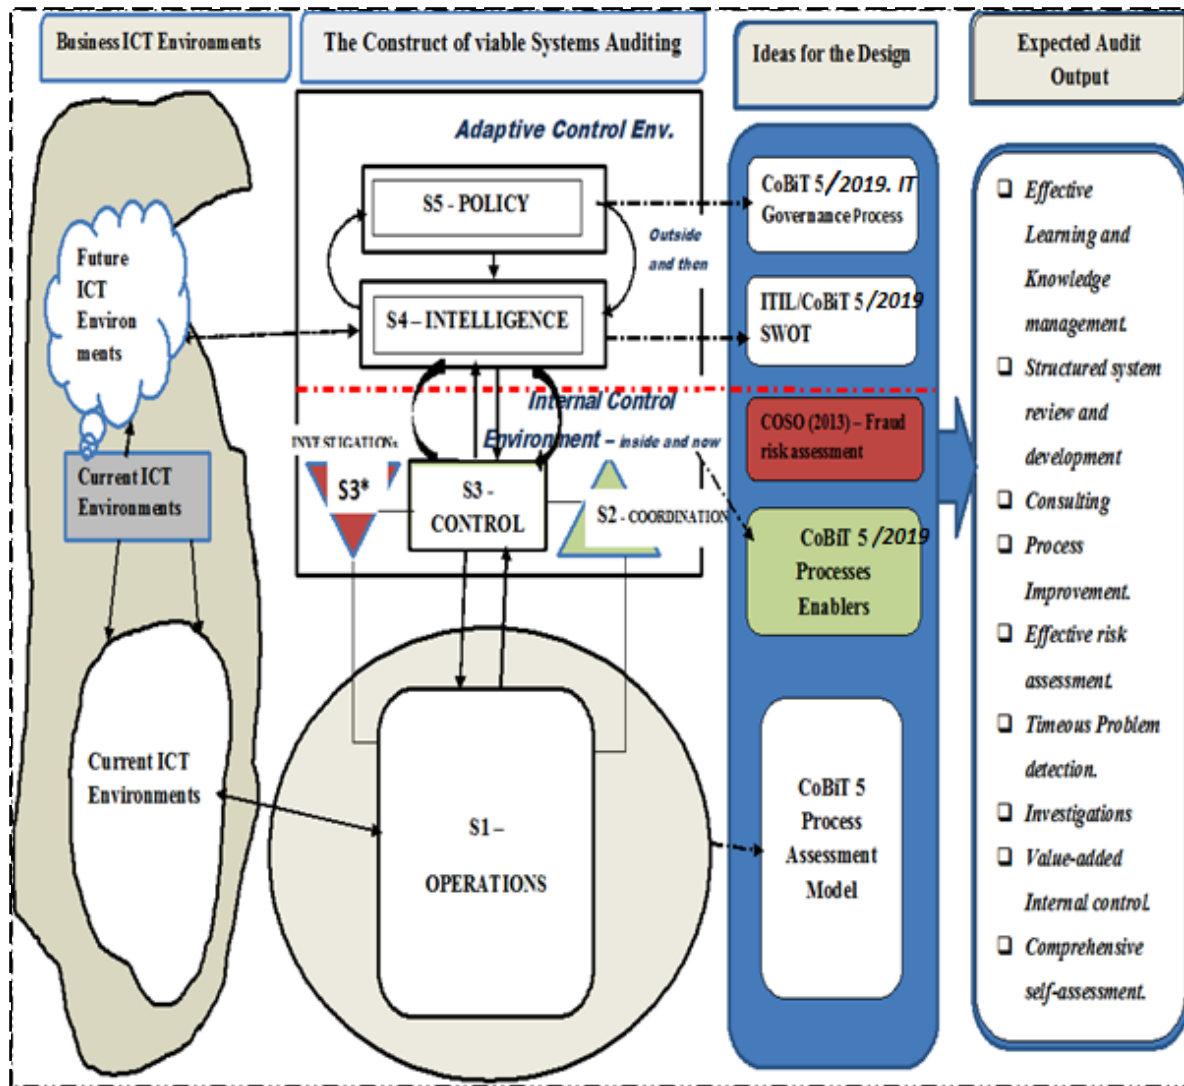 Business ICT Environments
The Construct of viable Systems Auditing
Ideas for the Design
Expected Audit
Output
Future
ICT
Environ
ments
Current ICT
Environments
Current ICT
Environments
Adaptive Control Env.
S5 - POLICY
Outside
and then
S4 – INTELLIGENCE
Internal Control
Environment – inside and now
INVESTIGATIONs
S3*
S3 -
CONTROL
S2 - COORDINATION
S1 –
OPERATIONS
CoBiT 5/2019. IT
Governance Process
ITIL/CoBiT 5/2019
SWOT
COSO (2013) – Fraud
risk assessment
CoBiT 5/2019
Processes
Enablers
CoBiT 5
Process
Assessment
Model
❑ Effective
Learning and
Knowledge
management.
❑ Structured system
review and
development
❑ Consulting
❑ Process
Improvement.
❑ Effective risk
assessment.
❑ Timeous Problem
detection.
❑ Investigations
❑ Value-added
Internal control.
❑ Comprehensive
self-assessment.